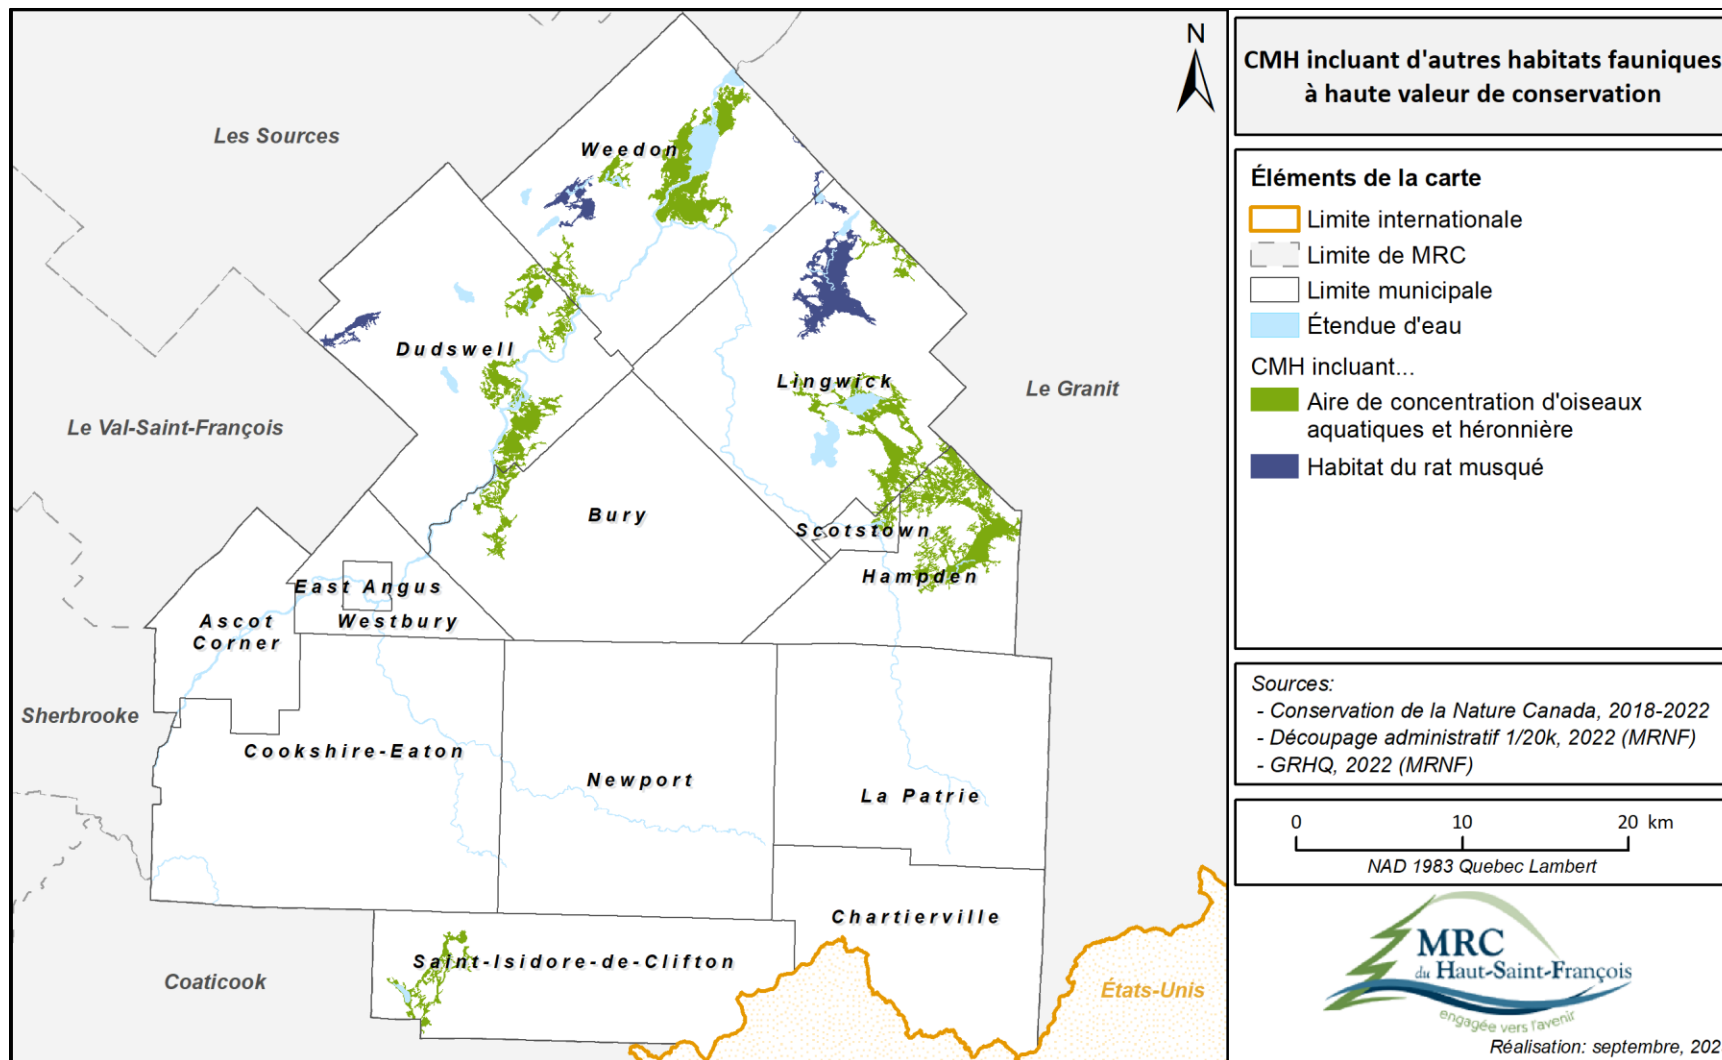 N
Les Sources
Weedon
Dudswell
Lingwick
Le Granit
Le Val-Saint-François
Bury
Scotstown
Hampden
East Angus
Westbury
Ascot
Corner
Sherbrooke
Cookshire-Eaton
Newport
La Patrie
Chartierville
Saint-Isidore-de-Clifton
Coaticook
États-Unis
CMH incluant d'autres habitats fauniques
à haute valeur de conservation
Éléments de la carte
Limite internationale
Limite de MRC
Limite municipale
Étendue d'eau
CMH incluant...
Aire de concentration d'oiseaux
aquatiques et héronnière
Habitat du rat musqué
Sources:
- Conservation de la Nature Canada, 2018-2022
- Découpage administratif 1/20k, 2022 (MRNF)
- GRHQ, 2022 (MRNF)
0 10 20 km
NAD 1983 Quebec Lambert
MRC
du Haut-Saint-François
engagée vers l'avenir
Réalisation: septembre, 202